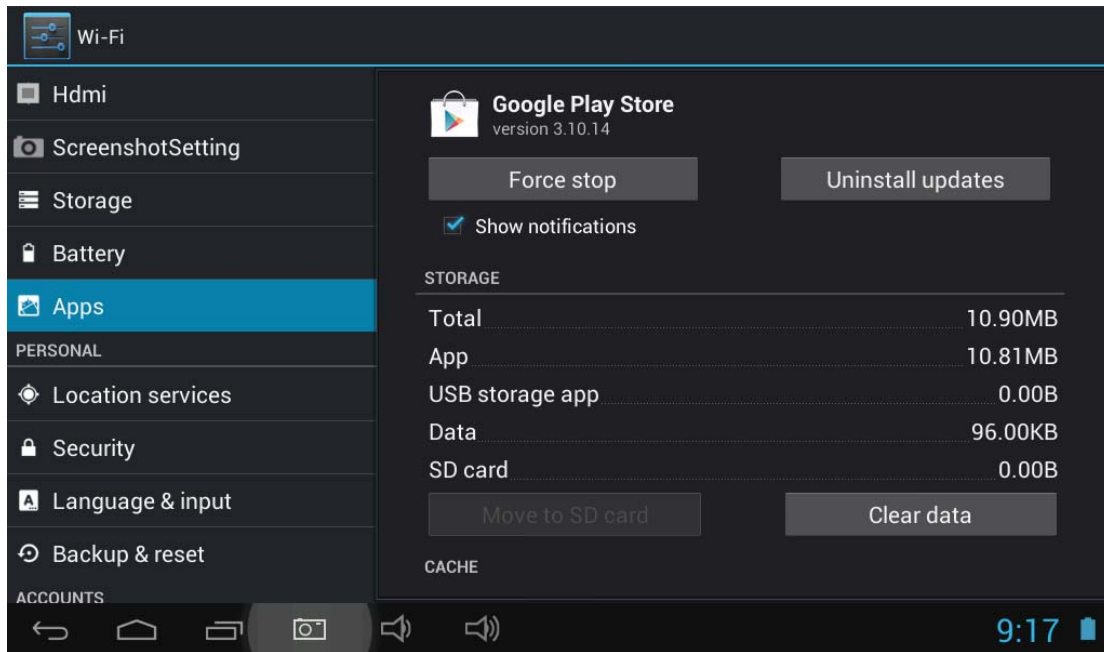 Wi-Fi
Hdmi
ScreenshotSetting
Storage
Battery
Apps
PERSONAL
Location services
Security
Language & input
Backup & reset
ACCOUNTS
Google Play Store
version 3.10.14
Force stop
Uninstall updates
Show notifications
STORAGE
Total 10.90MB
App 10.81MB
USB storage app 0.00B
Data 96.00KB
SD card 0.00B
Move to SD card
Clear data
CACHE
9:17